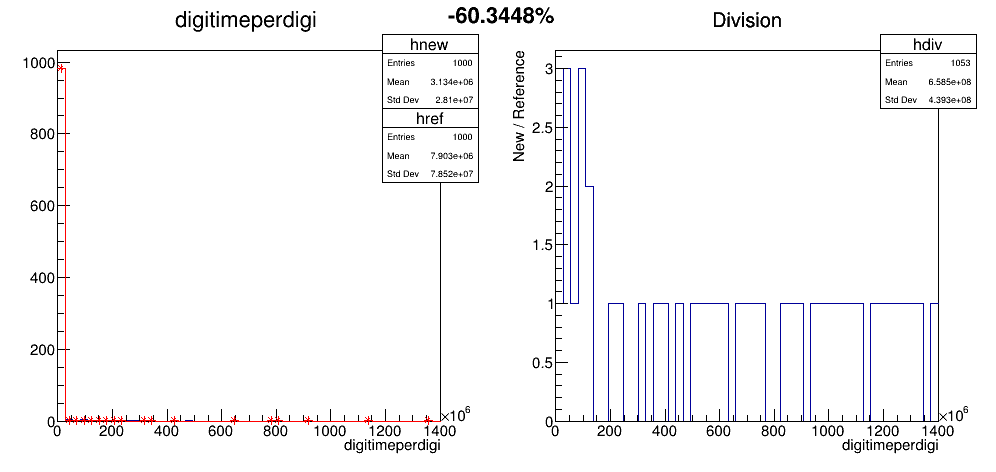 digitimeperdigi
-60.3448%
hnew
Entries 1000
Mean 3.134e+06
Std Dev 2.81e+07
href
Entries 1000
Mean 7.903e+06
Std Dev 7.852e+07
1000
800
600
400
200
0
0 200 400 600 800 1000 1200 1400
×10⁶
digitimeperdigi
Division
hdiv
Entries 1053
Mean 6.585e+08
Std Dev 4.393e+08
New / Reference
3
2.5
2
1.5
1
0.5
0
0 200 400 600 800 1000 1200 1400
×10⁶
digitimeperdigi